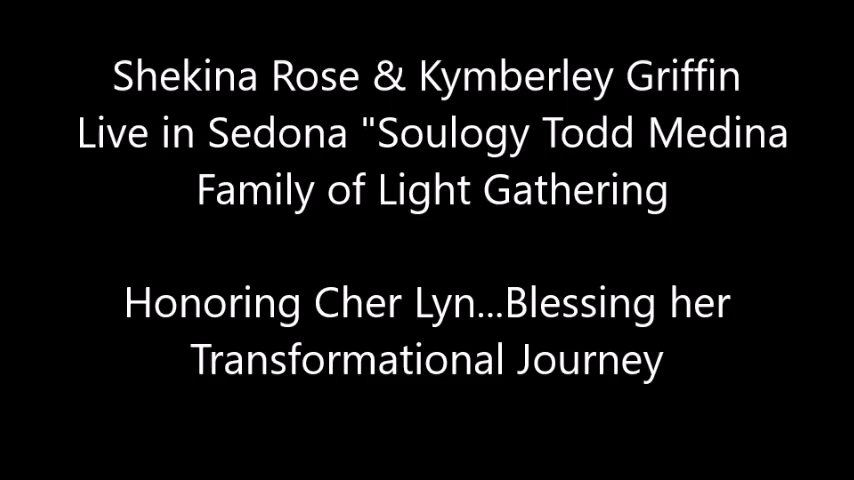 Shekina Rose & Kymberley Griffin
Live in Sedona "Soulogy Todd Medina
Family of Light Gathering
Honoring Cher Lyn...Blessing her
Transformational Journey